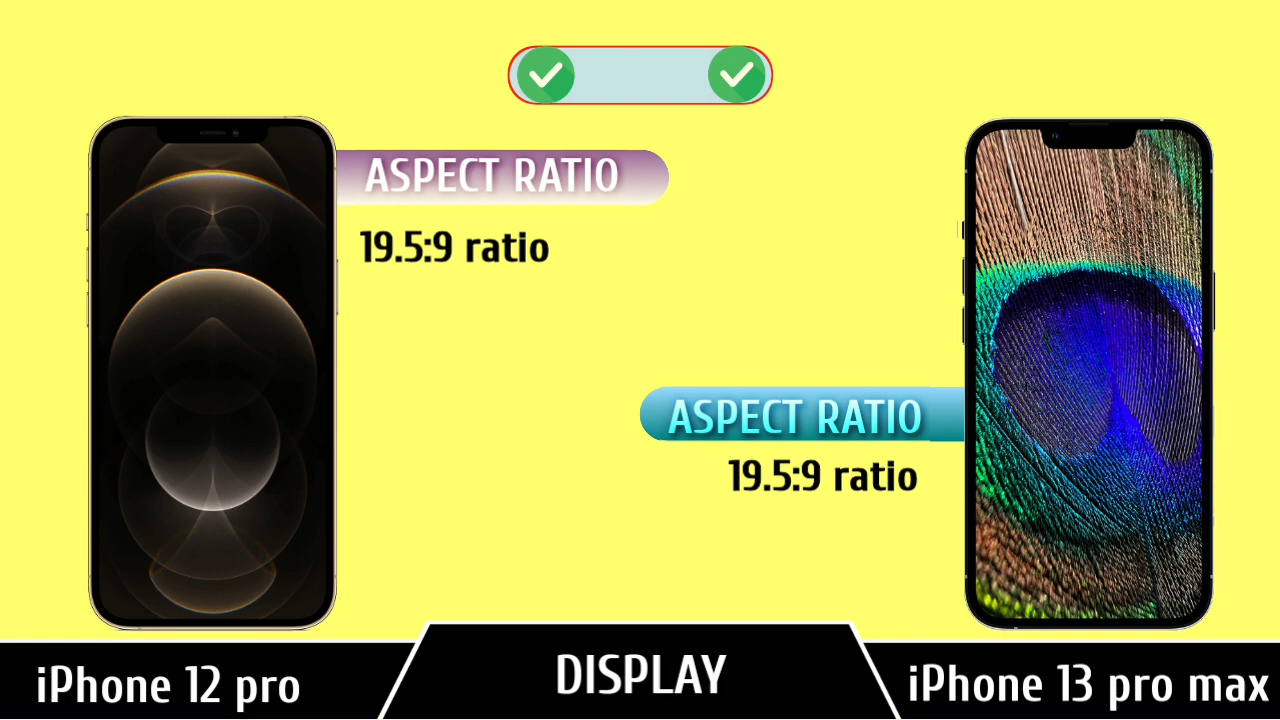 ASPECT RATIO
19.5:9 ratio
ASPECT RATIO
19.5:9 ratio
iPhone 12 pro
DISPLAY
iPhone 13 pro max